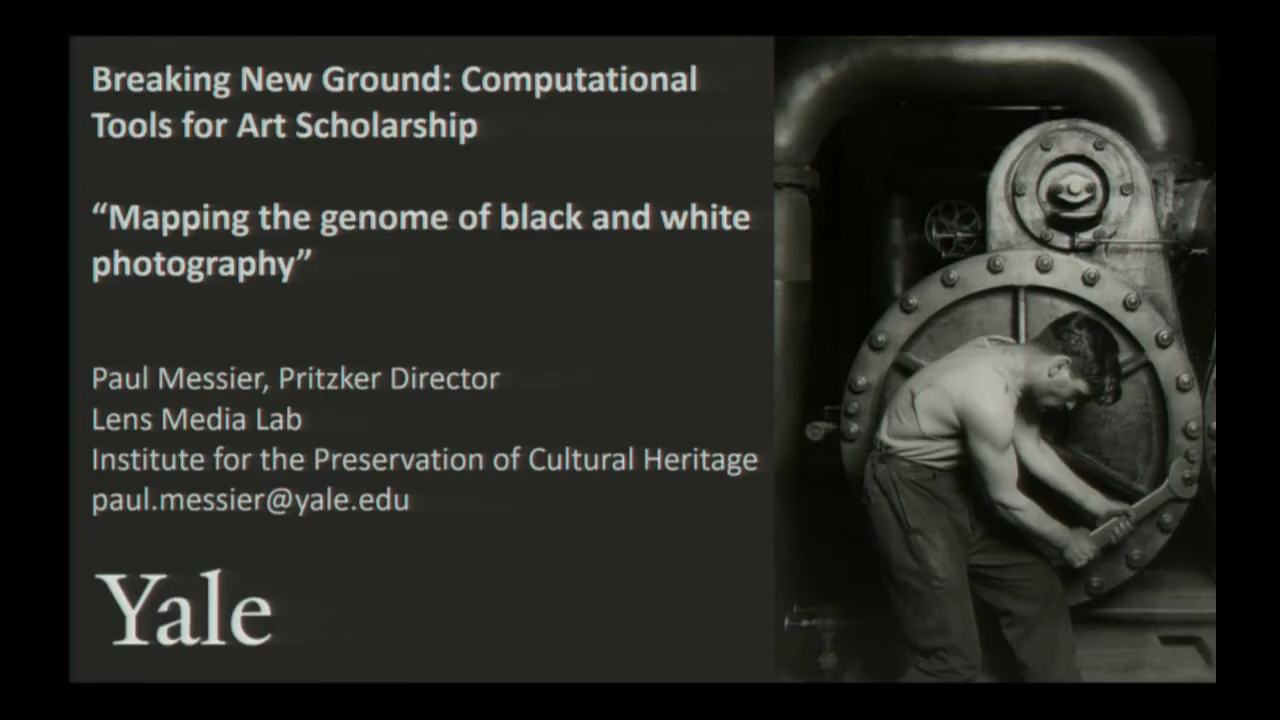 Breaking New Ground: Computational
Tools for Art Scholarship
“Mapping the genome of black and white
photography”
Paul Messier, Pritzker Director
Lens Media Lab
Institute for the Preservation of Cultural Heritage
paul.messier@yale.edu
Yale